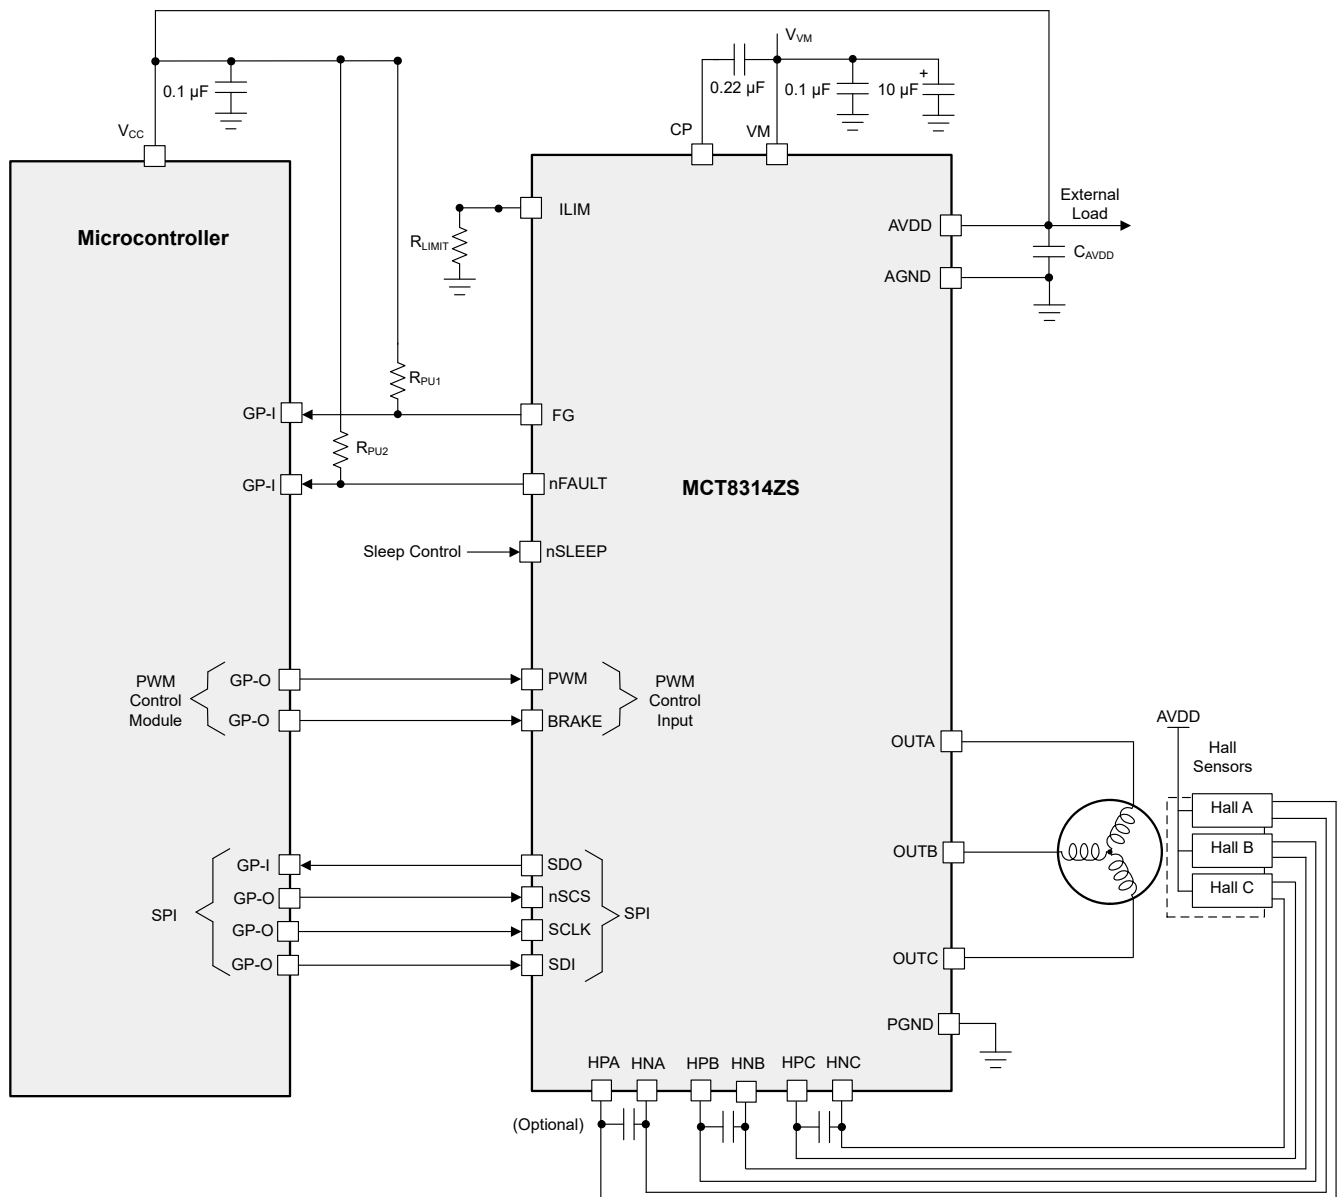 V_VM
0.1 µF
0.22 µF
0.1 µF
+
10 µF
V_CC
CP
VM
Microcontroller
ILIM
R_LIMIT
External
Load
AVDD
C_AVDD
AGND
R_PU1
GP-I
FG
R_PU2
GP-I
nFAULT
MCT8314ZS
Sleep Control
nSLEEP
PWM
Control
Module
GP-O
GP-O
PWM
BRAKE
PWM
Control
Input
OUTA
AVDD
Hall
Sensors
Hall A
Hall B
Hall C
OUTB
OUTC
SPI
GP-I
GP-O
GP-O
GP-O
SDO
nSCS
SCLK
SDI
SPI
PGND
HPA
HNA
HPB
HNB
HPC
HNC
(Optional)